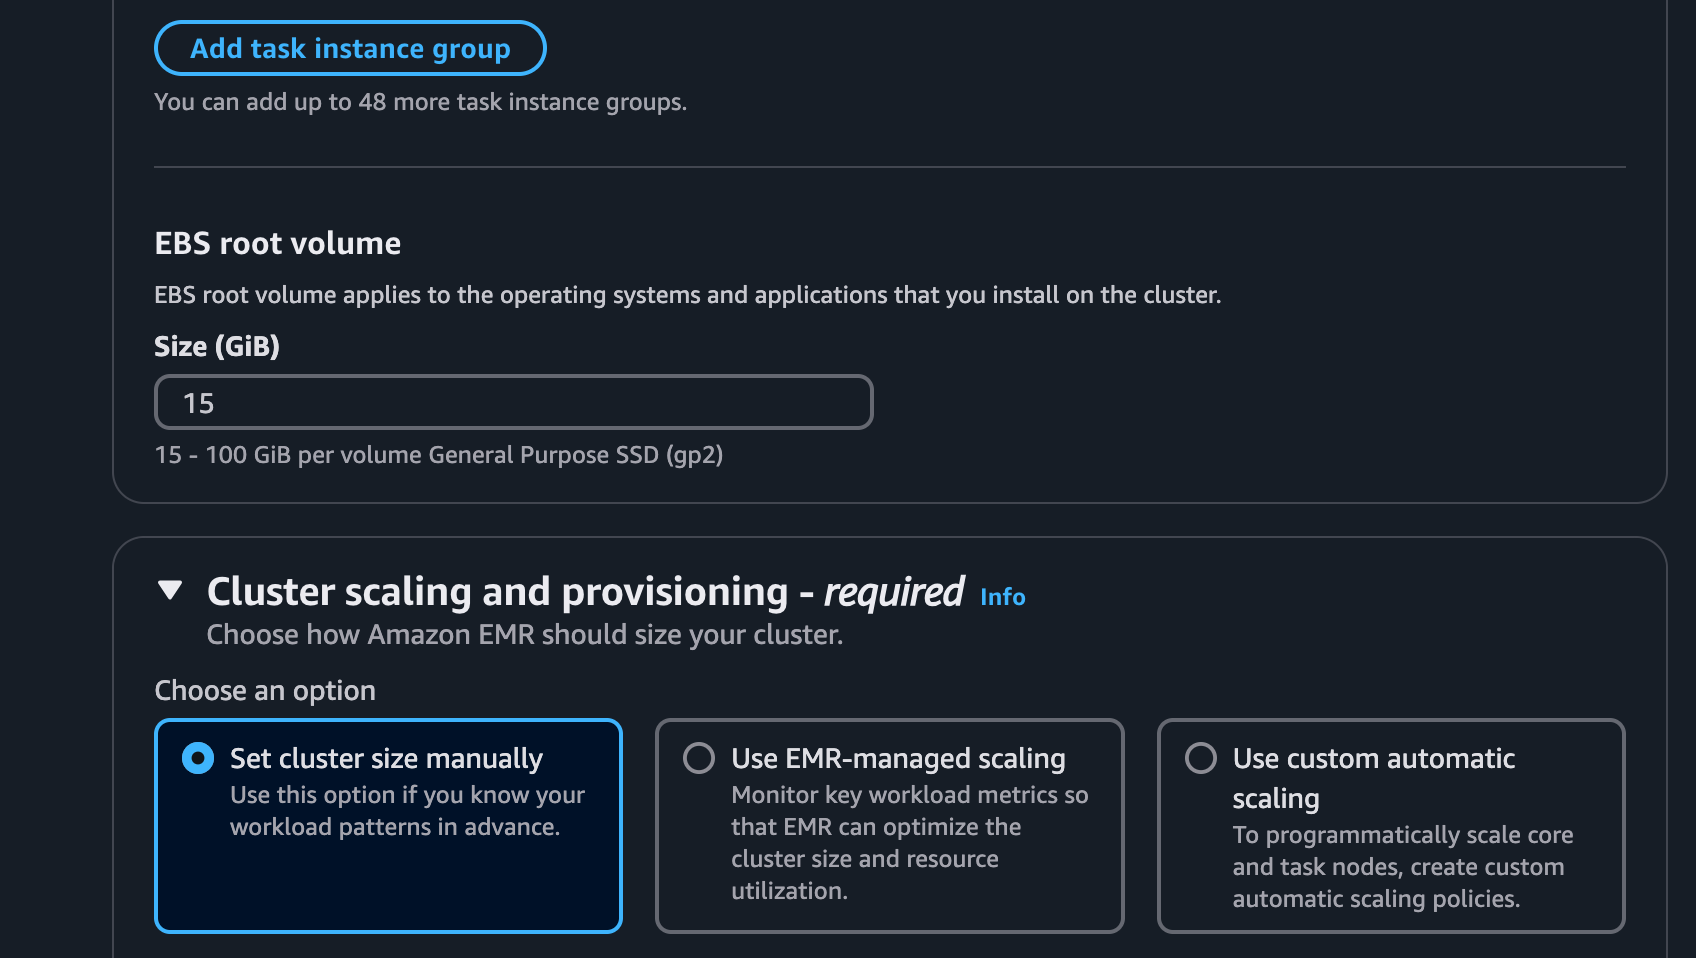 Add task instance group
You can add up to 48 more task instance groups.
EBS root volume
EBS root volume applies to the operating systems and applications that you install on the cluster.
Size (GiB)
15
15 - 100 GiB per volume General Purpose SSD (gp2)
Cluster scaling and provisioning - required Info
Choose how Amazon EMR should size your cluster.
Choose an option
Set cluster size manually
Use this option if you know your
workload patterns in advance.
Use EMR-managed scaling
Monitor key workload metrics so
that EMR can optimize the
cluster size and resource
utilization.
Use custom automatic
scaling
To programmatically scale core
and task nodes, create custom
automatic scaling policies.